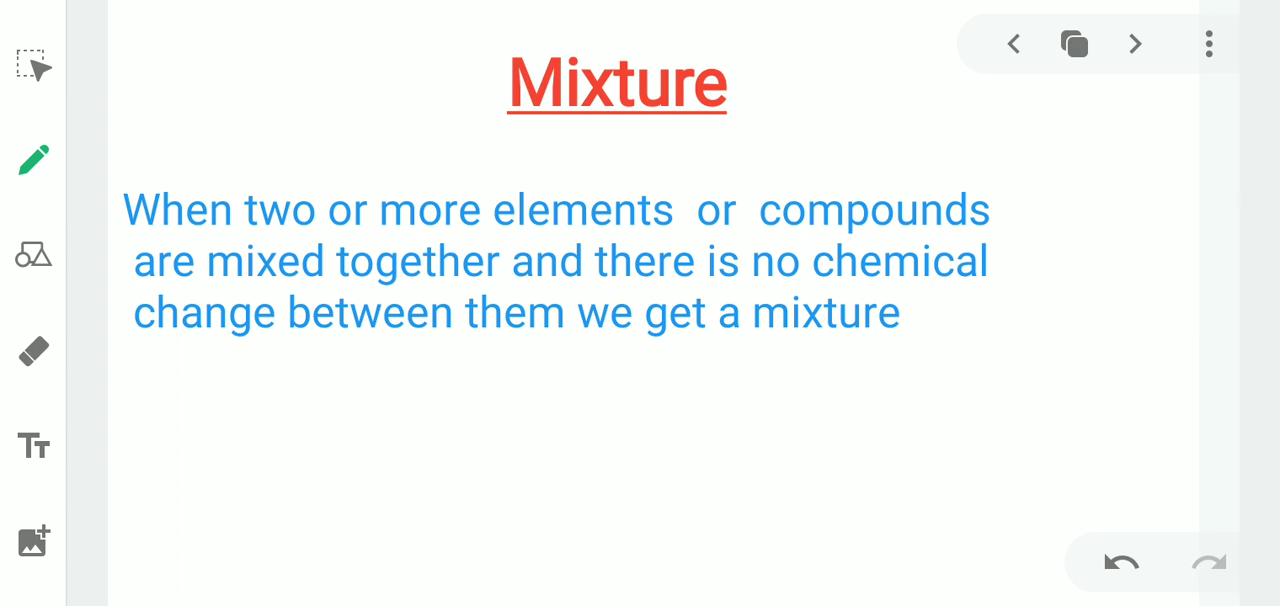 Mixture
When two or more elements or compounds
are mixed together and there is no chemical
change between them we get a mixture